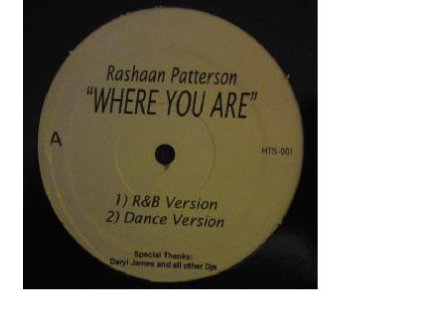 Rashaan Patterson
"WHERE YOU ARE"
A
HTS-001
1) R&B Version
2) Dance Version
Special Thanks:
Daryl James and all other Djs